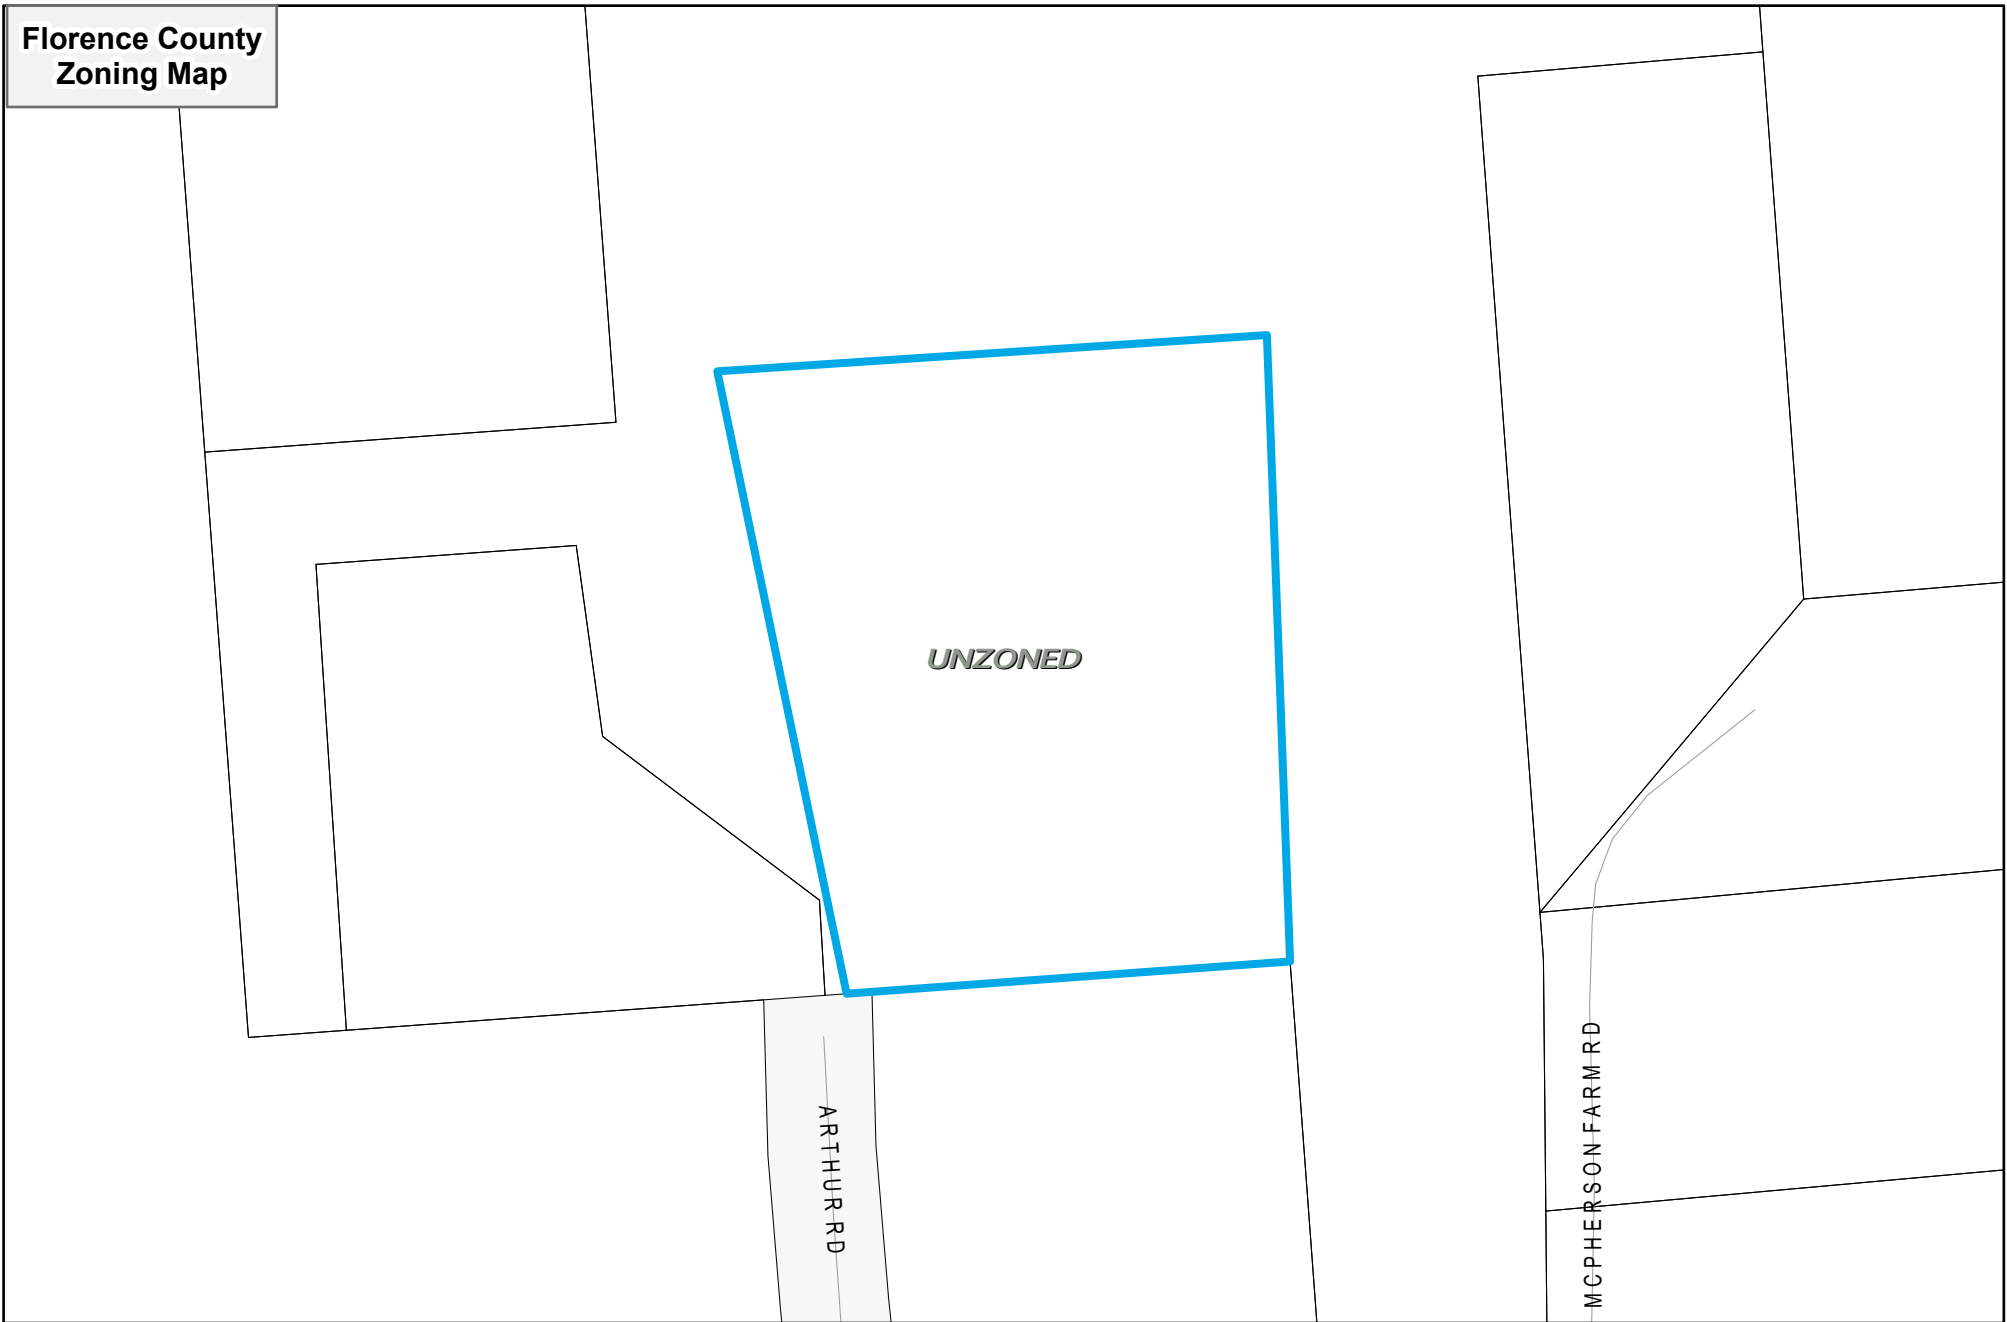 Florence County
Zoning Map
UNZONED
ARTHUR RD
MCPHERSON FARM RD